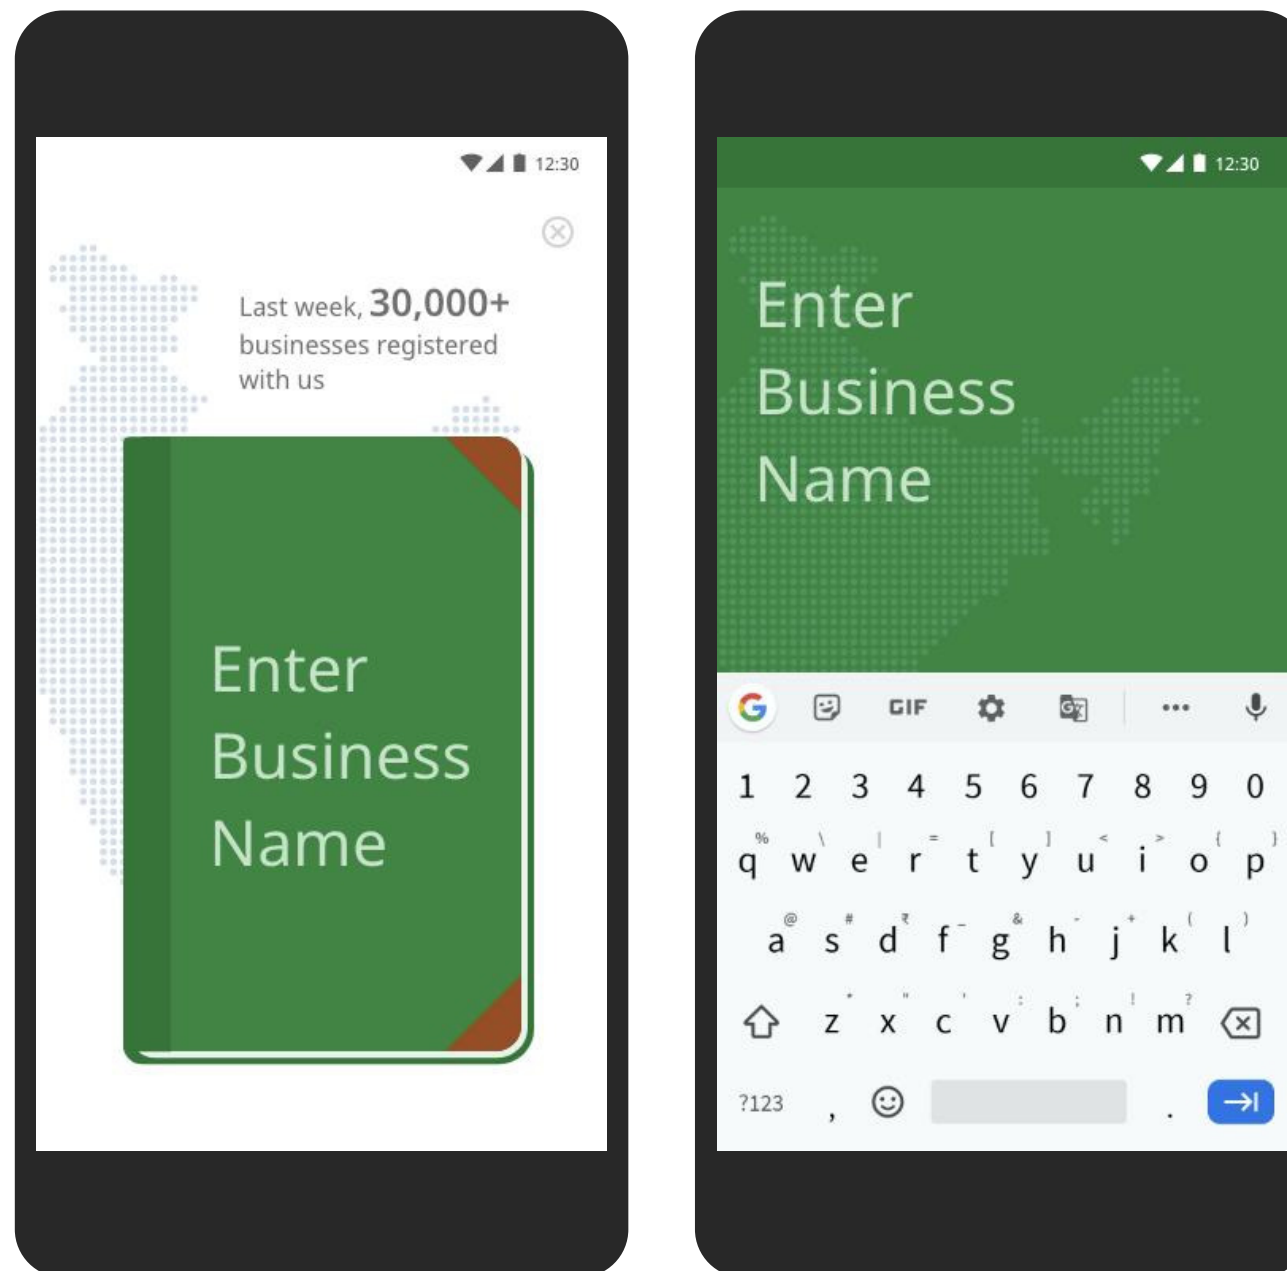 12:30
Last week, 30,000+
businesses registered
with us
Enter
Business
Name
12:30
Enter
Business
Name
G GIF G
1 2 3 4 5 6 7 8 9 0
% \ | = [ ] < > { }
q w e r t y u i o p
@ # ₹ _ & - + ( )
a s d f g h j k l
* " ' : ; ! ?
z x c v b n m
?123 , .